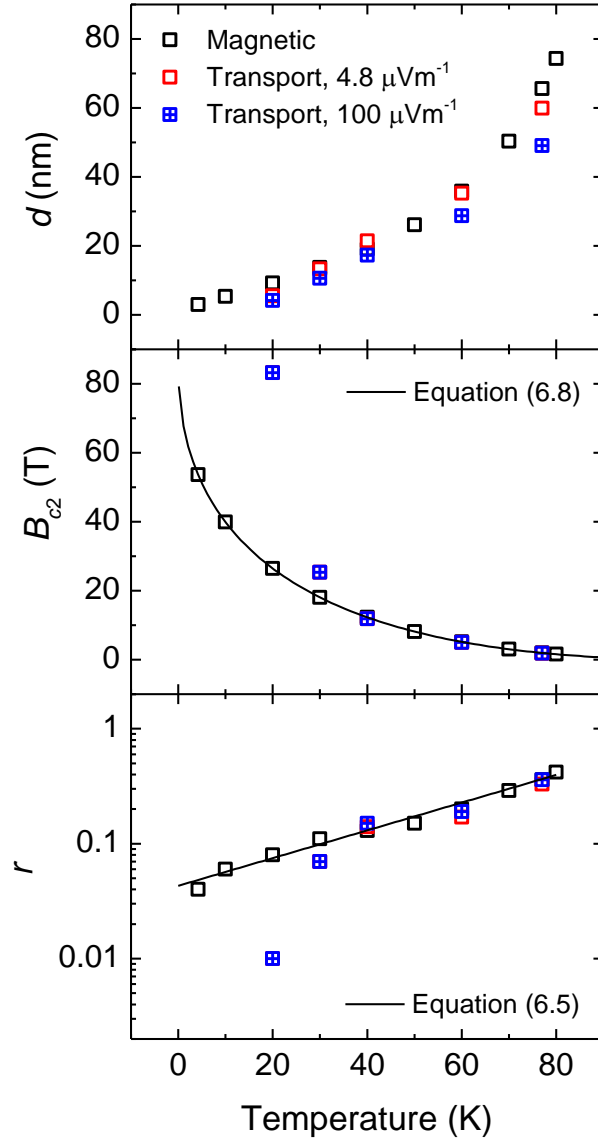 80
60
40
20
0
d (nm)
Magnetic
Transport, 4.8 μVm⁻¹
Transport, 100 μVm⁻¹
80
60
40
20
0
B_c2 (T)
Equation (6.8)
1
0.1
0.01
r
Equation (6.5)
0 20 40 60 80
Temperature (K)